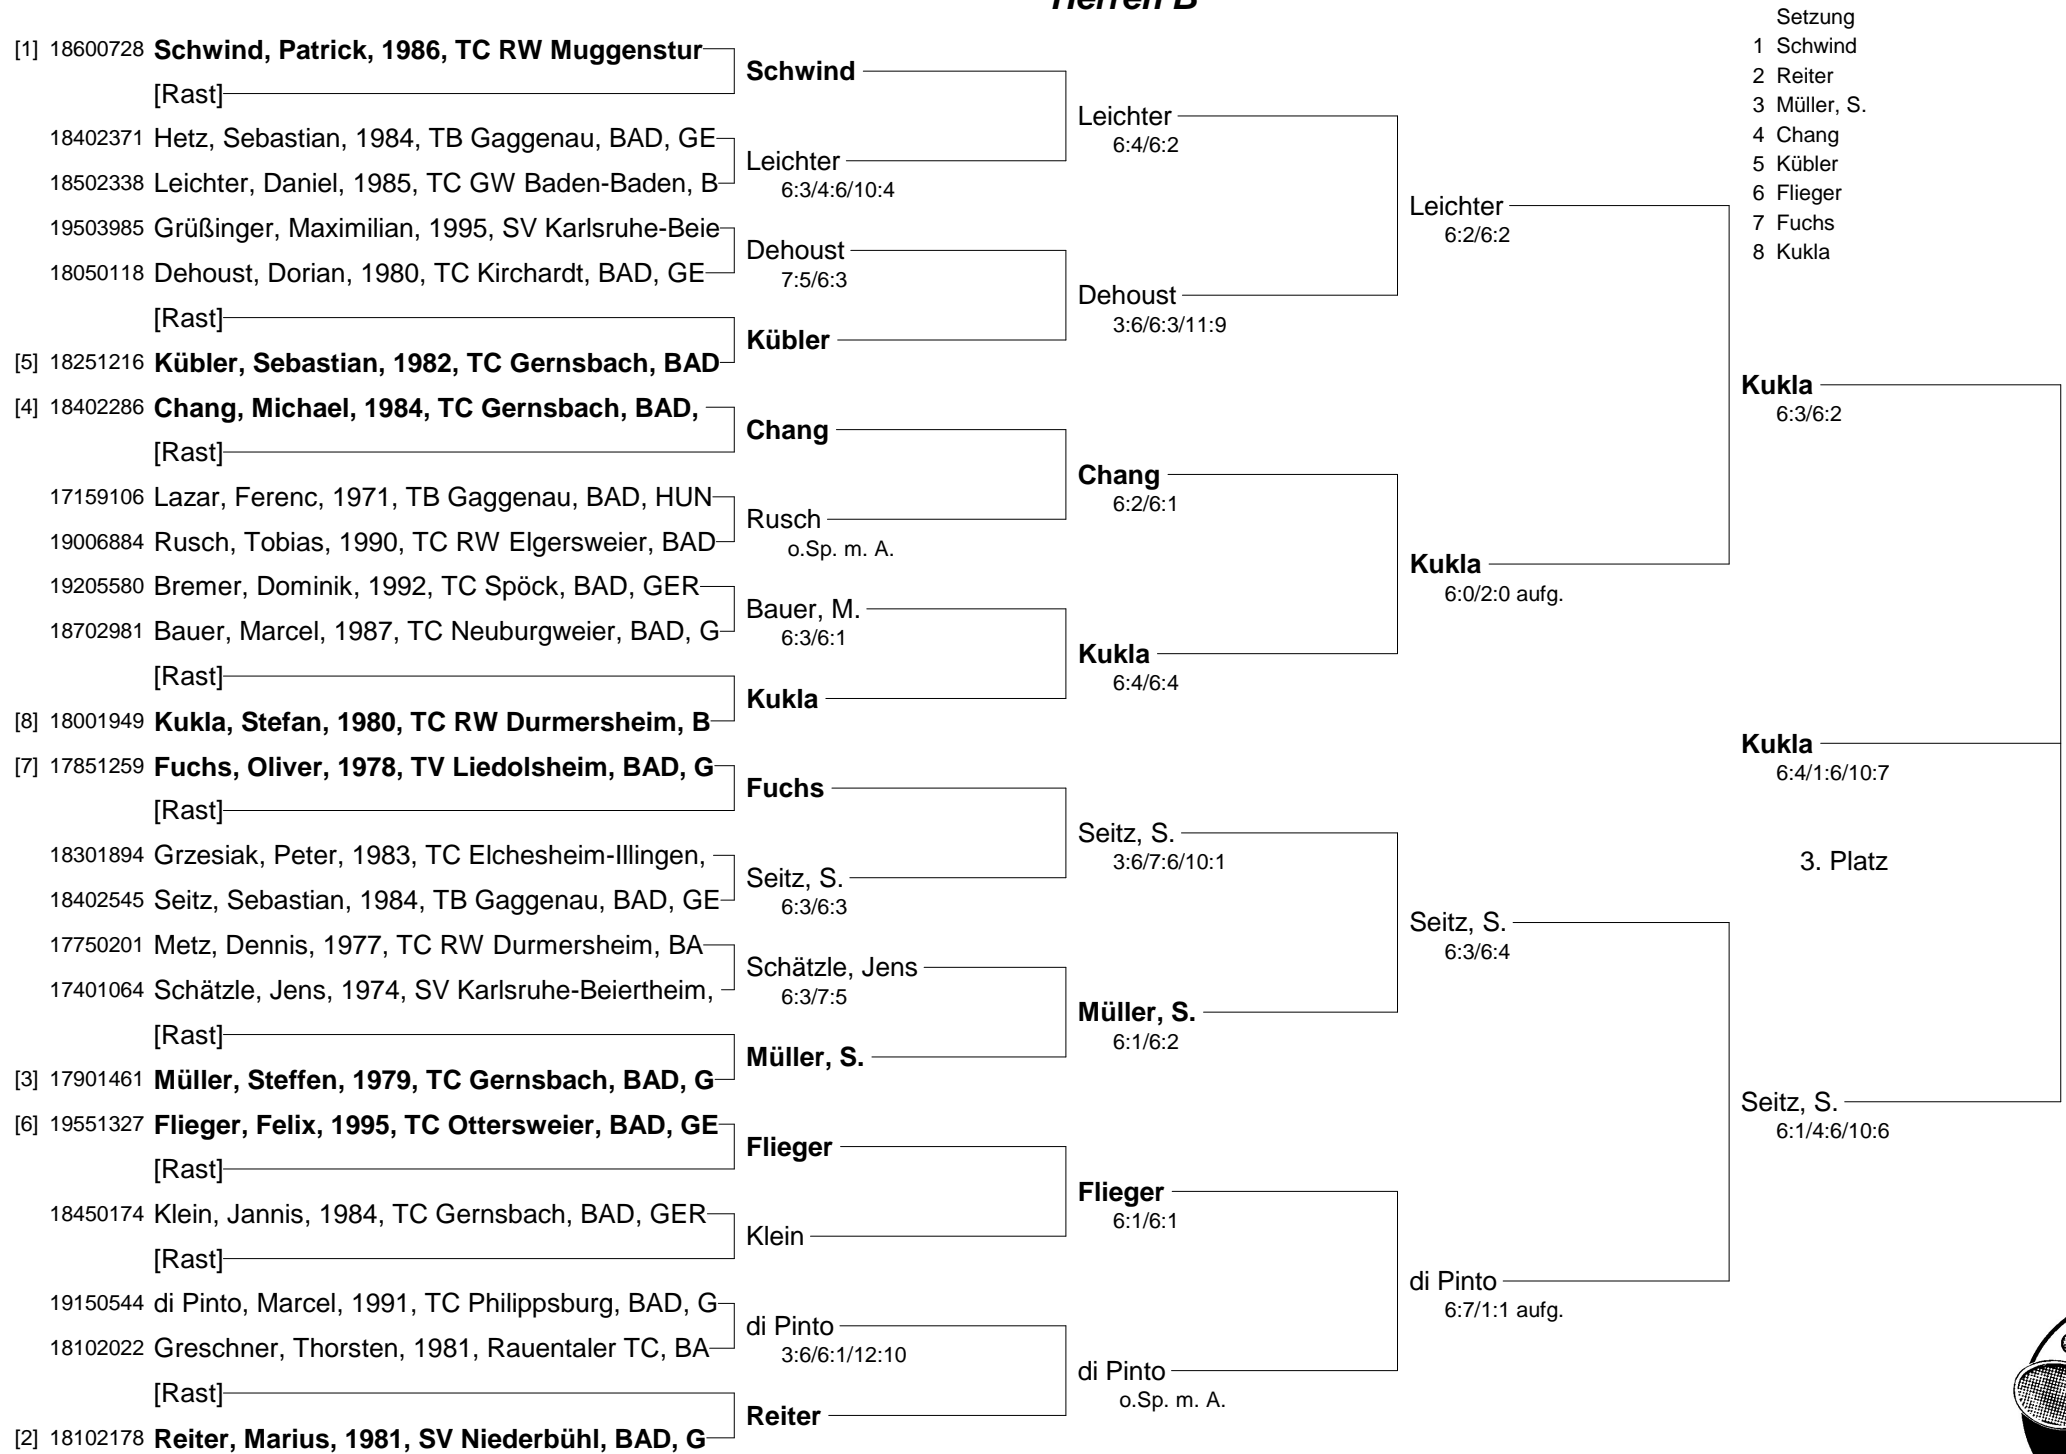 Herren B
[1] 18600728 Schwind, Patrick, 1986, TC RW Muggenstur
[Rast]
18402371 Hetz, Sebastian, 1984, TB Gaggenau, BAD, GE
18502338 Leichter, Daniel, 1985, TC GW Baden-Baden, B
19503985 Grüßinger, Maximilian, 1995, SV Karlsruhe-Beie
18050118 Dehoust, Dorian, 1980, TC Kirchardt, BAD, GE
[Rast]
[5] 18251216 Kübler, Sebastian, 1982, TC Gernsbach, BAD
[4] 18402286 Chang, Michael, 1984, TC Gernsbach, BAD,
[Rast]
17159106 Lazar, Ferenc, 1971, TB Gaggenau, BAD, HUN
19006884 Rusch, Tobias, 1990, TC RW Elgersweier, BAD
19205580 Bremer, Dominik, 1992, TC Spöck, BAD, GER
18702981 Bauer, Marcel, 1987, TC Neuburgweier, BAD, G
[Rast]
[8] 18001949 Kukla, Stefan, 1980, TC RW Durmersheim, B
[7] 17851259 Fuchs, Oliver, 1978, TV Liedolsheim, BAD, G
[Rast]
18301894 Grzesiak, Peter, 1983, TC Elchesheim-Illingen,
18402545 Seitz, Sebastian, 1984, TB Gaggenau, BAD, GE
17750201 Metz, Dennis, 1977, TC RW Durmersheim, BA
17401064 Schätzle, Jens, 1974, SV Karlsruhe-Beiertheim,
[Rast]
[3] 17901461 Müller, Steffen, 1979, TC Gernsbach, BAD, G
[6] 19551327 Flieger, Felix, 1995, TC Ottersweier, BAD, GE
[Rast]
18450174 Klein, Jannis, 1984, TC Gernsbach, BAD, GER
[Rast]
19150544 di Pinto, Marcel, 1991, TC Philippsburg, BAD, G
18102022 Greschner, Thorsten, 1981, Rauentaler TC, BA
[Rast]
[2] 18102178 Reiter, Marius, 1981, SV Niederbühl, BAD, G
Schwind
Leichter
6:3/4:6/10:4
Dehoust
7:5/6:3
Kübler
Chang
Rusch
o.Sp. m. A.
Bauer, M.
6:3/6:1
Kukla
Fuchs
Seitz, S.
6:3/6:3
Schätzle, Jens
6:3/7:5
Müller, S.
Flieger
Klein
di Pinto
3:6/6:1/12:10
Reiter
Leichter
6:4/6:2
Dehoust
3:6/6:3/11:9
Chang
6:2/6:1
Kukla
6:4/6:4
Seitz, S.
3:6/7:6/10:1
Müller, S.
6:1/6:2
Flieger
6:1/6:1
di Pinto
o.Sp. m. A.
Leichter
6:2/6:2
Kukla
6:0/2:0 aufg.
Seitz, S.
6:3/6:4
di Pinto
6:7/1:1 aufg.
Setzung
1 Schwind
2 Reiter
3 Müller, S.
4 Chang
5 Kübler
6 Flieger
7 Fuchs
8 Kukla
Kukla
6:3/6:2
Kukla
6:4/1:6/10:7
3. Platz
Seitz, S.
6:1/4:6/10:6